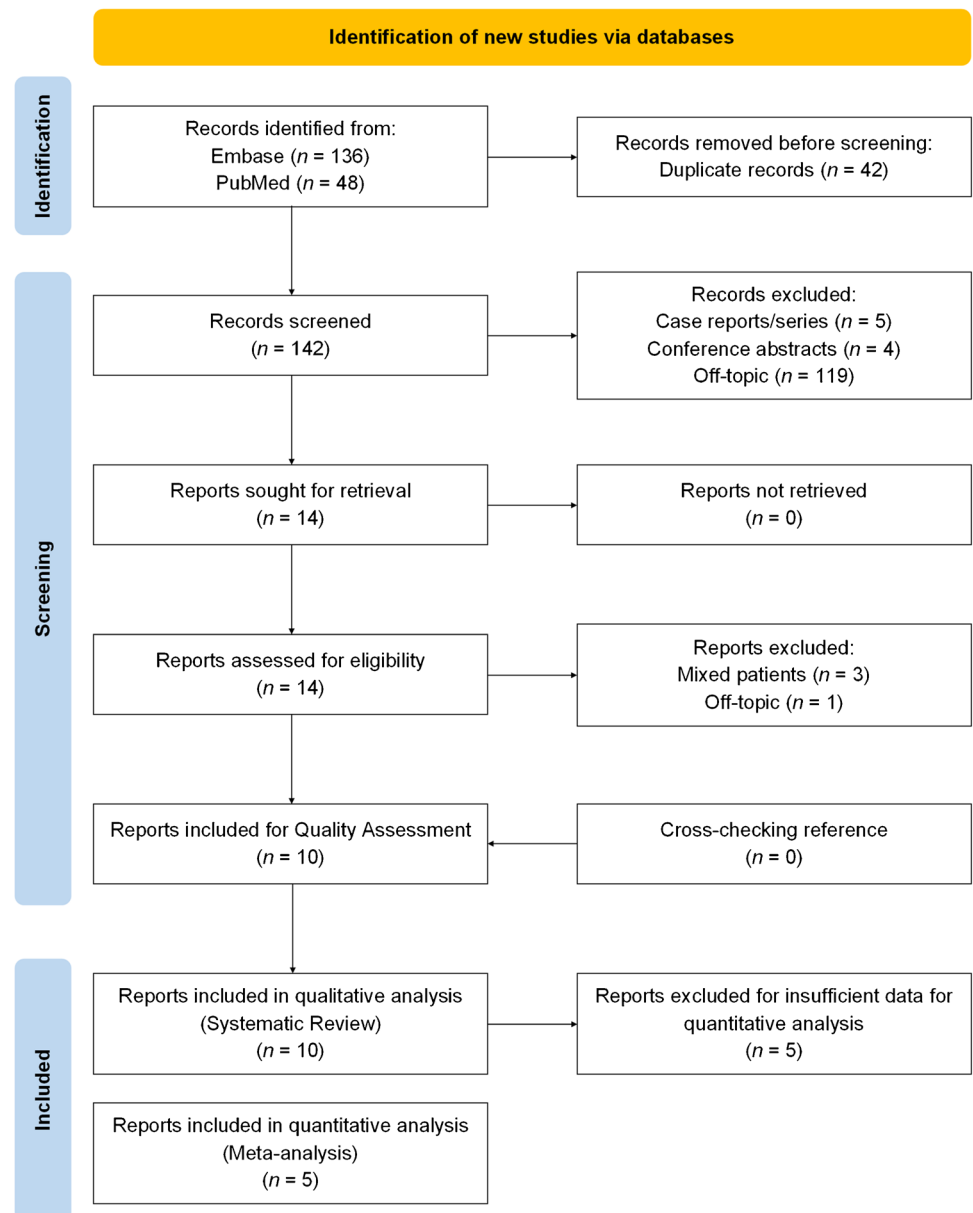 Identification of new studies via databases
Identification
Records identified from:
Embase (n = 136)
PubMed (n = 48)
Records removed before screening:
Duplicate records (n = 42)
Screening
Records screened
(n = 142)
Records excluded:
Case reports/series (n = 5)
Conference abstracts (n = 4)
Off-topic (n = 119)
Reports sought for retrieval
(n = 14)
Reports not retrieved
(n = 0)
Reports assessed for eligibility
(n = 14)
Reports excluded:
Mixed patients (n = 3)
Off-topic (n = 1)
Reports included for Quality Assessment
(n = 10)
Cross-checking reference
(n = 0)
Included
Reports included in qualitative analysis
(Systematic Review)
(n = 10)
Reports excluded for insufficient data for
quantitative analysis
(n = 5)
Reports included in quantitative analysis
(Meta-analysis)
(n = 5)